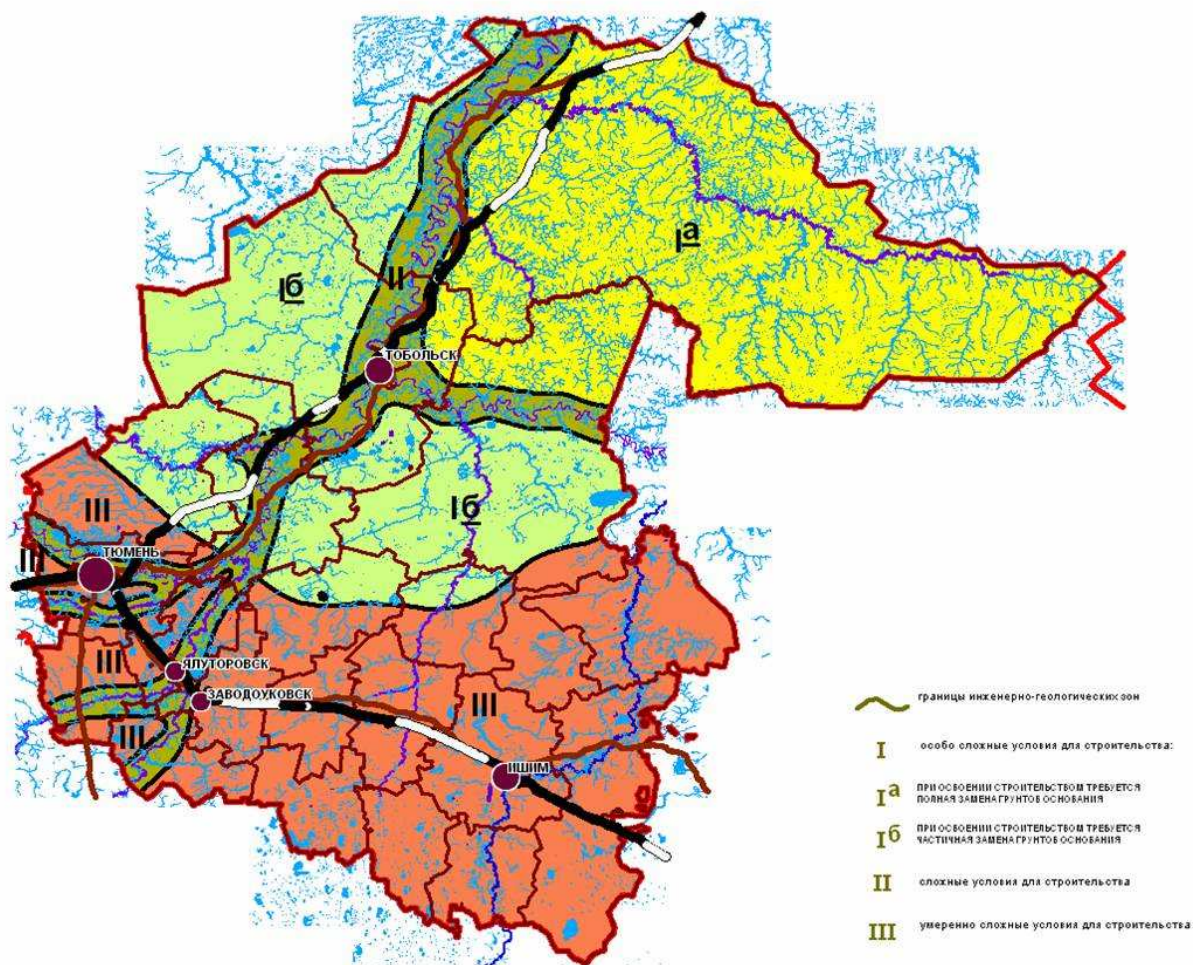 Iа
Iб
II
ТОБОЛЬСК
Iб
III
ТЮМЕНЬ
III
III
ЯЛУТОРОВСК
ЗАВОДОУКОВСК
III
III
ИШИМ
границы инженерно-геологических зон
I особо сложные условия для строительства:
Iа ПРИ ОСВОЕНИИ СТРОИТЕЛЬСТВОМ ТРЕБУЕТСЯ
ПОЛНАЯ ЗАМЕНА ГРУНТОВ ОСНОВАНИЯ
Iб ПРИ ОСВОЕНИИ СТРОИТЕЛЬСТВОМ ТРЕБУЕТСЯ
ЧАСТИЧНАЯ ЗАМЕНА ГРУНТОВ ОСНОВАНИЯ
II сложные условия для строительства
III умеренно сложные условия для строительства